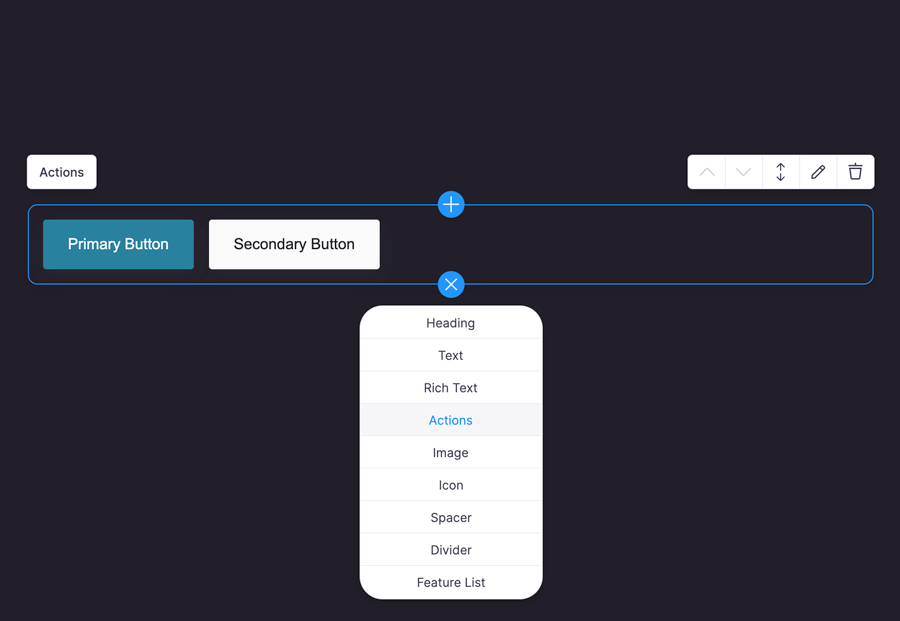 Actions
Primary Button
Secondary Button
Heading
Text
Rich Text
Actions
Image
Icon
Spacer
Divider
Feature List